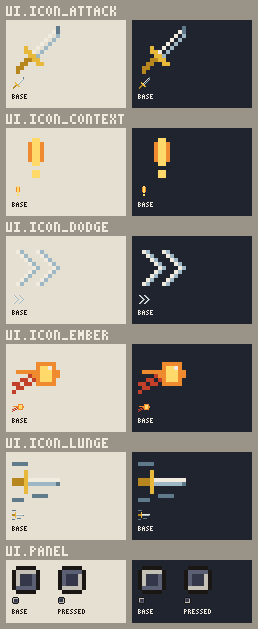 UI.ICON_ATTACK
BASE BASE
UI.ICON_CONTEXT
BASE BASE
UI.ICON_DODGE
BASE BASE
UI.ICON_EMBER
BASE BASE
UI.ICON_LUNGE
BASE BASE
UI.PANEL
BASE PRESSED BASE PRESSED